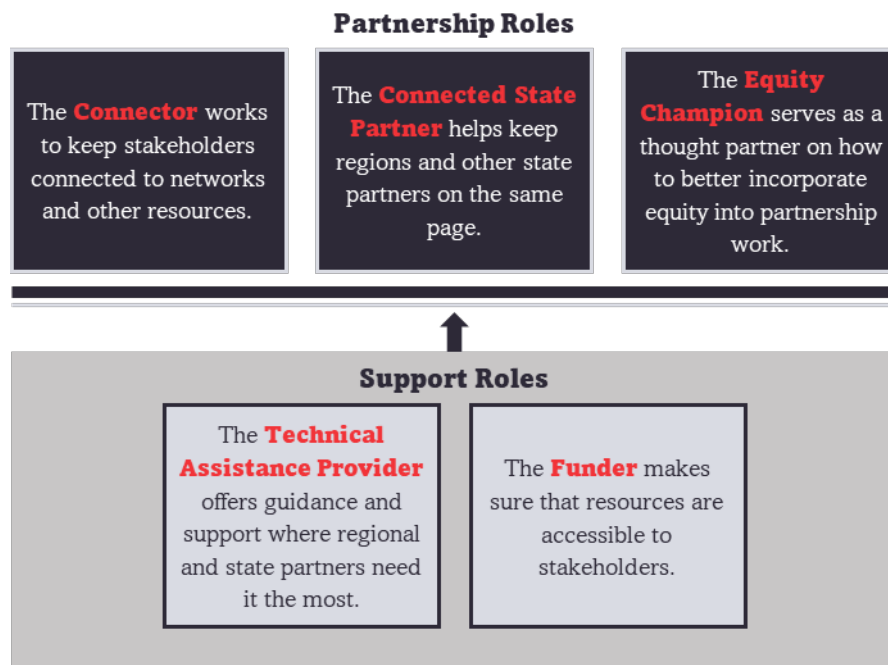 Partnership Roles
The Connector works
to keep stakeholders
connected to networks
and other resources.
The Connected State
Partner helps keep
regions and other state
partners on the same
page.
The Equity
Champion serves as a
thought partner on how
to better incorporate
equity into partnership
work.
Support Roles
The Technical
Assistance Provider
offers guidance and
support where regional
and state partners need
it the most.
The Funder makes
sure that resources are
accessible to
stakeholders.